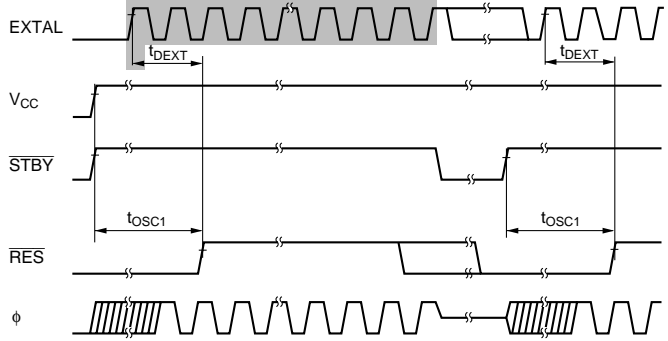 EXTAL
tDEXT
tDEXT
VCC
STBY
tOSC1
tOSC1
RES
ϕ